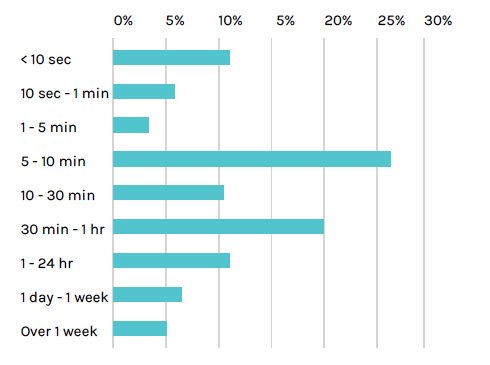 0% 5% 10% 5% 20% 25% 30%
< 10 sec
10 sec - 1 min
1 - 5 min
5 - 10 min
10 - 30 min
30 min - 1 hr
1 - 24 hr
1 day - 1 week
Over 1 week